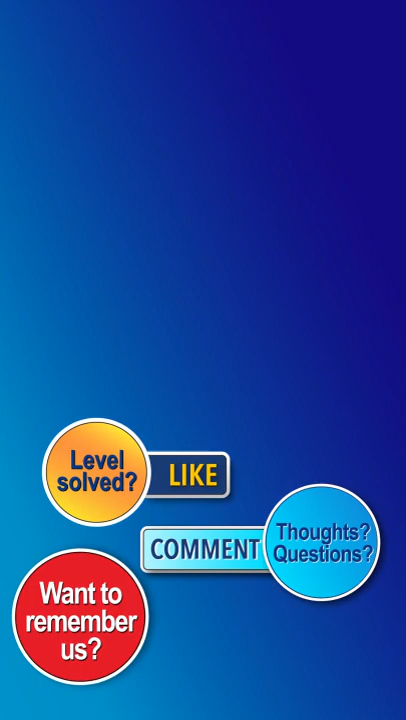 Level
solved?
LIKE
Thoughts?
Questions?
COMMENT
Want to
remember
us?